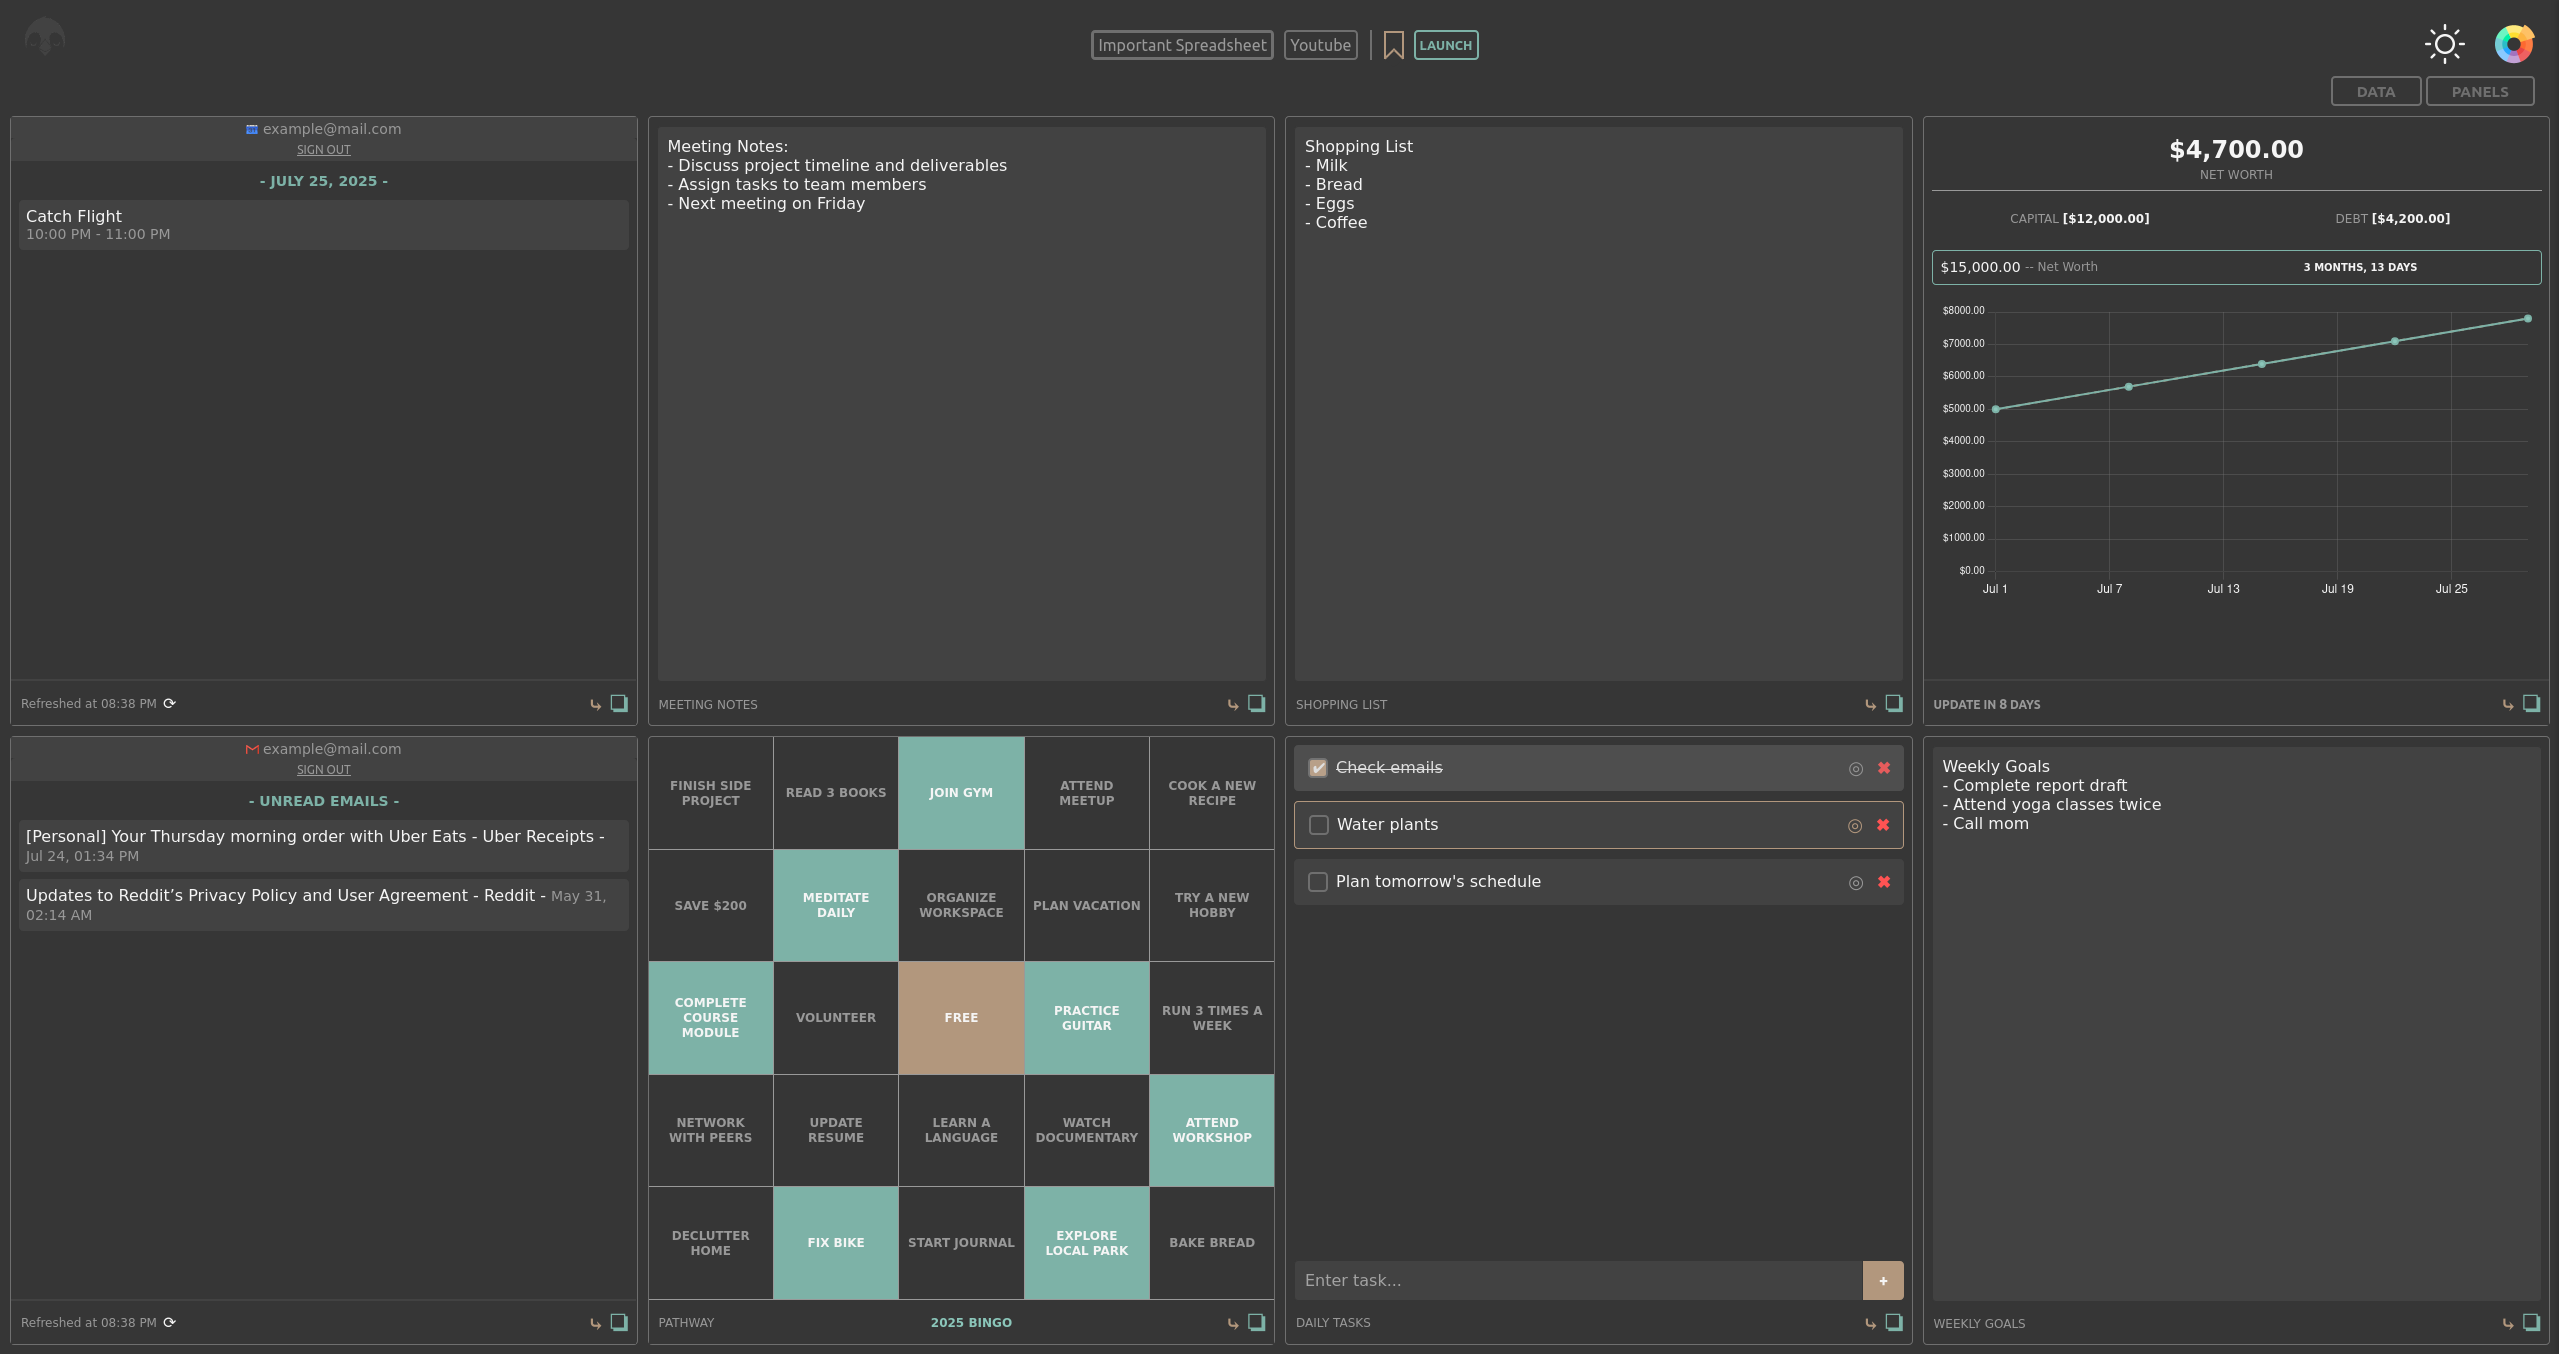 Important Spreadsheet
Youtube
LAUNCH
DATA
PANELS
example@mail.com
SIGN OUT
- JULY 25, 2025 -
Catch Flight
10:00 PM - 11:00 PM
Refreshed at 08:38 PM
Meeting Notes:
- Discuss project timeline and deliverables
- Assign tasks to team members
- Next meeting on Friday
MEETING NOTES
Shopping List
- Milk
- Bread
- Eggs
- Coffee
SHOPPING LIST
$4,700.00
NET WORTH
CAPITAL [$12,000.00]
DEBT [$4,200.00]
$15,000.00 -- Net Worth
3 MONTHS, 13 DAYS
$8000.00
$7000.00
$6000.00
$5000.00
$4000.00
$3000.00
$2000.00
$1000.00
$0.00
Jul 1
Jul 7
Jul 13
Jul 19
Jul 25
UPDATE IN 8 DAYS
example@mail.com
SIGN OUT
- UNREAD EMAILS -
[Personal] Your Thursday morning order with Uber Eats - Uber Receipts -
Jul 24, 01:34 PM
Updates to Reddit’s Privacy Policy and User Agreement - Reddit - May 31,
02:14 AM
Refreshed at 08:38 PM
FINISH SIDE
PROJECT
READ 3 BOOKS
JOIN GYM
ATTEND
MEETUP
COOK A NEW
RECIPE
SAVE $200
MEDITATE
DAILY
ORGANIZE
WORKSPACE
PLAN VACATION
TRY A NEW
HOBBY
COMPLETE
COURSE
MODULE
VOLUNTEER
FREE
PRACTICE
GUITAR
RUN 3 TIMES A
WEEK
NETWORK
WITH PEERS
UPDATE
RESUME
LEARN A
LANGUAGE
WATCH
DOCUMENTARY
ATTEND
WORKSHOP
DECLUTTER
HOME
FIX BIKE
START JOURNAL
EXPLORE
LOCAL PARK
BAKE BREAD
PATHWAY
2025 BINGO
Check emails
Water plants
Plan tomorrow's schedule
Enter task...
+
DAILY TASKS
Weekly Goals
- Complete report draft
- Attend yoga classes twice
- Call mom
WEEKLY GOALS